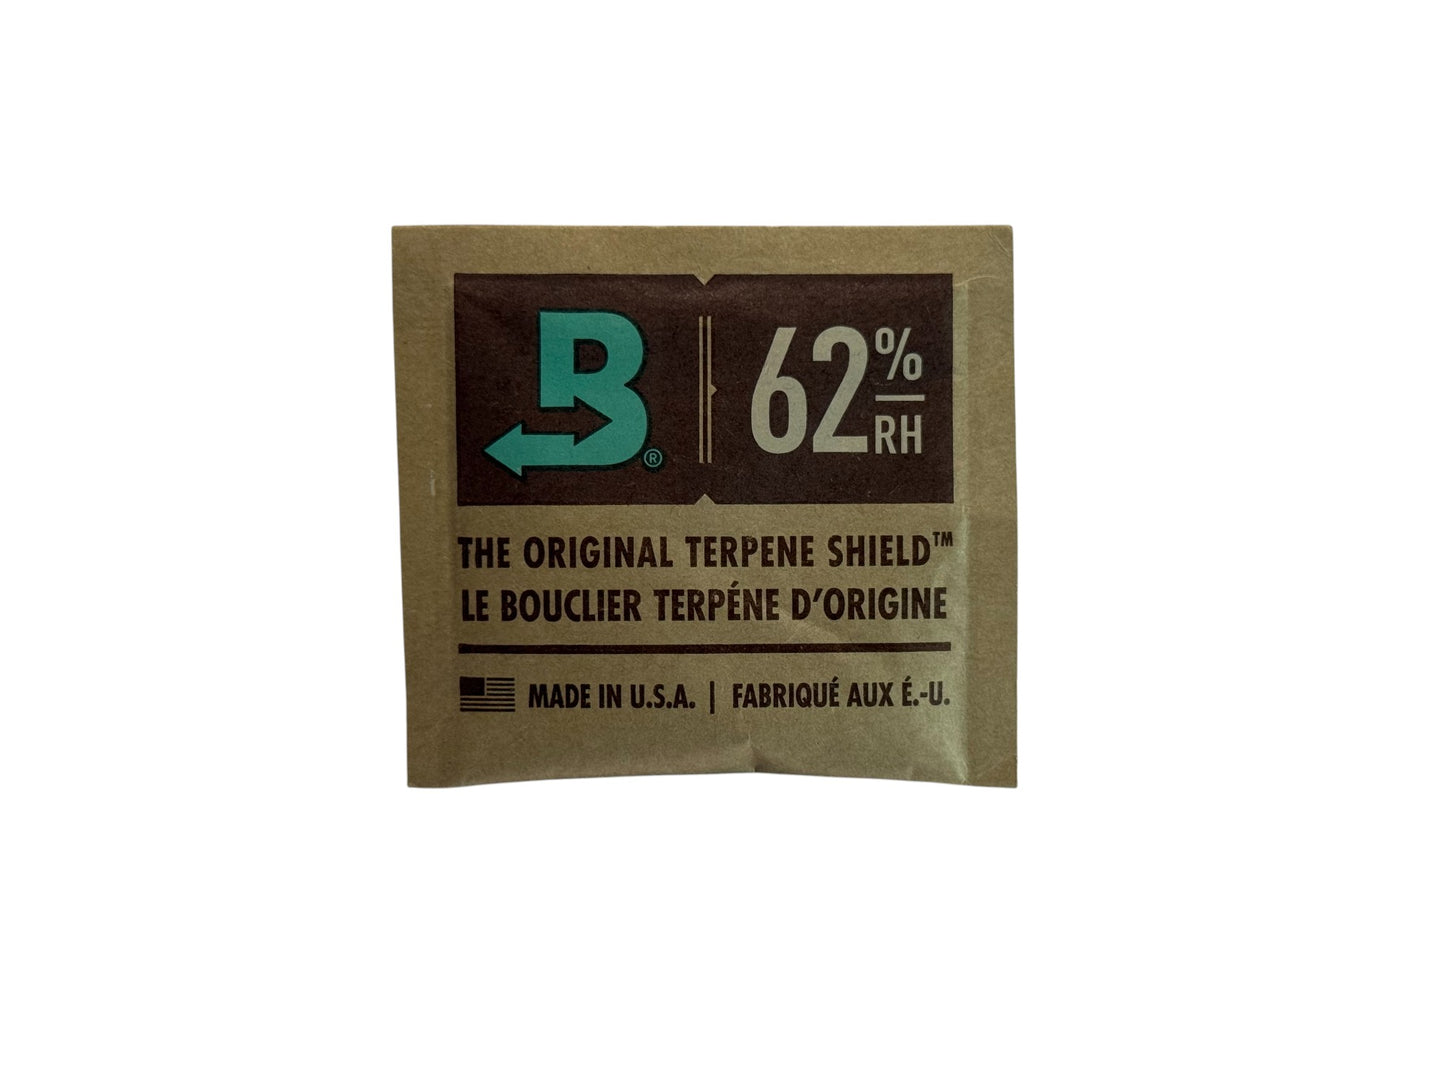 B®
62%
RH
THE ORIGINAL TERPENE SHIELD™
LE BOUCLIER TERPÉNE D'ORIGINE
MADE IN U.S.A. | FABRIQUÉ AUX É.-U.